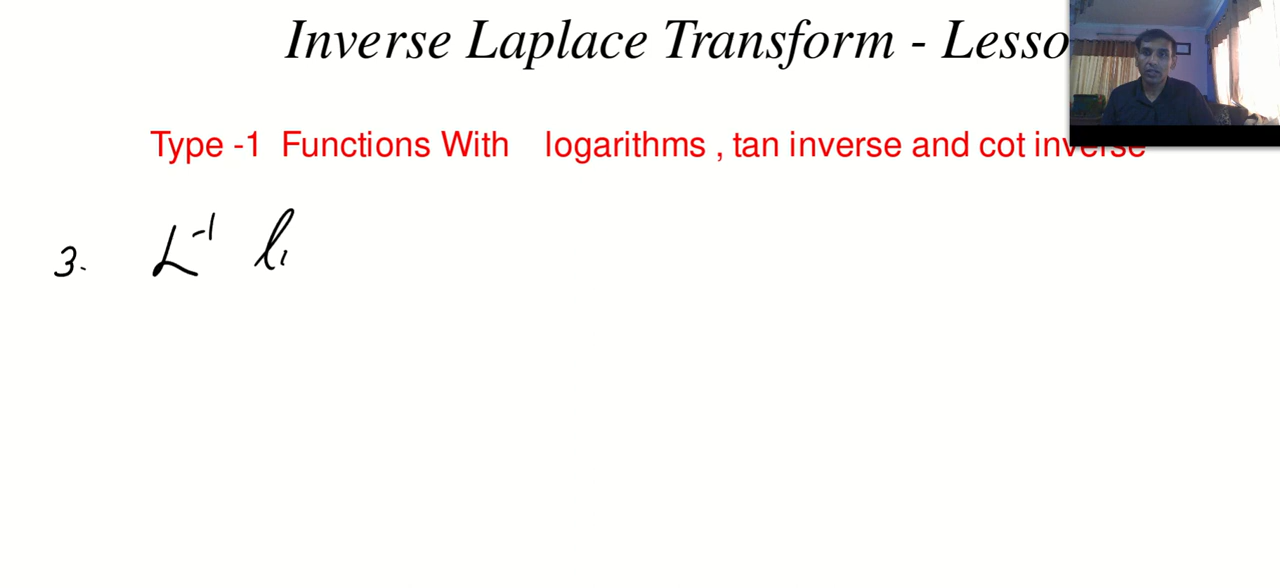 Inverse Laplace Transform - Lesso
Type -1 Functions With logarithms , tan inverse and cot inverse
3. L⁻¹